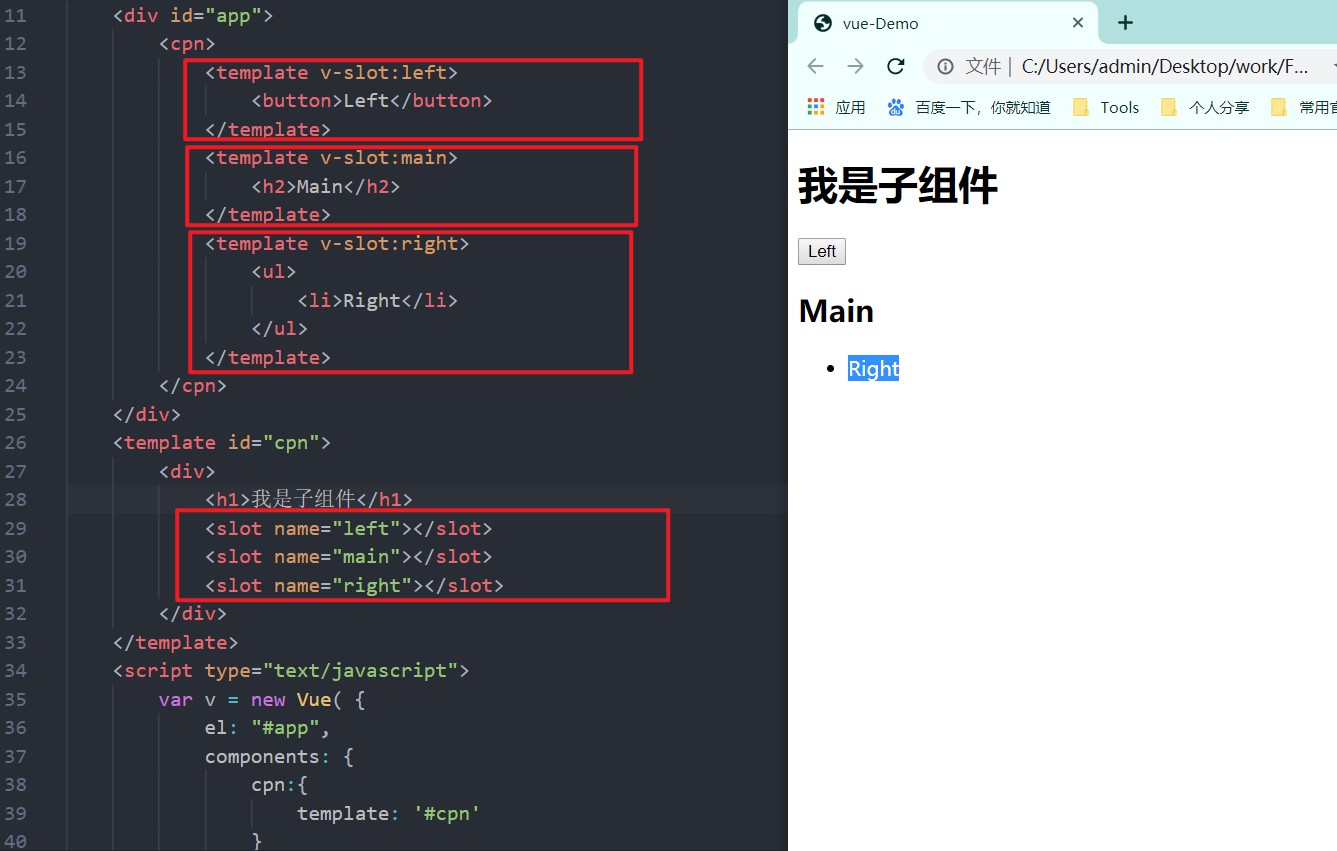 11 <div id="app">
12 <cpn>
13 <template v-slot:left>
14 <button>Left</button>
15 </template>
16 <template v-slot:main>
17 <h2>Main</h2>
18 </template>
19 <template v-slot:right>
20 <ul>
21 <li>Right</li>
22 </ul>
23 </template>
24 </cpn>
25 </div>
26 <template id="cpn">
27 <div>
28 <h1>我是子组件</h1>
29 <slot name="left"></slot>
30 <slot name="main"></slot>
31 <slot name="right"></slot>
32 </div>
33 </template>
34 <script type="text/javascript">
35 var v = new Vue( {
36 el: "#app",
37 components: {
38 cpn:{
39 template: '#cpn'
40 }
vue-Demo
文件 | C:/Users/admin/Desktop/work/F...
应用 百度一下，你就知道 Tools 个人分享 常用官
我是子组件
Left
Main
• Right